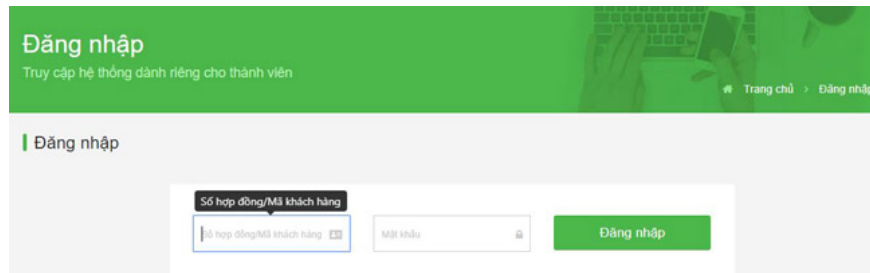 Đăng nhập
Truy cập hệ thống dành riêng cho thành viên
Trang chủ > Đăng nhập
Đăng nhập
Số hợp đồng/Mã khách hàng
Số hợp đồng/Mã khách hàng Mật khẩu Đăng nhập